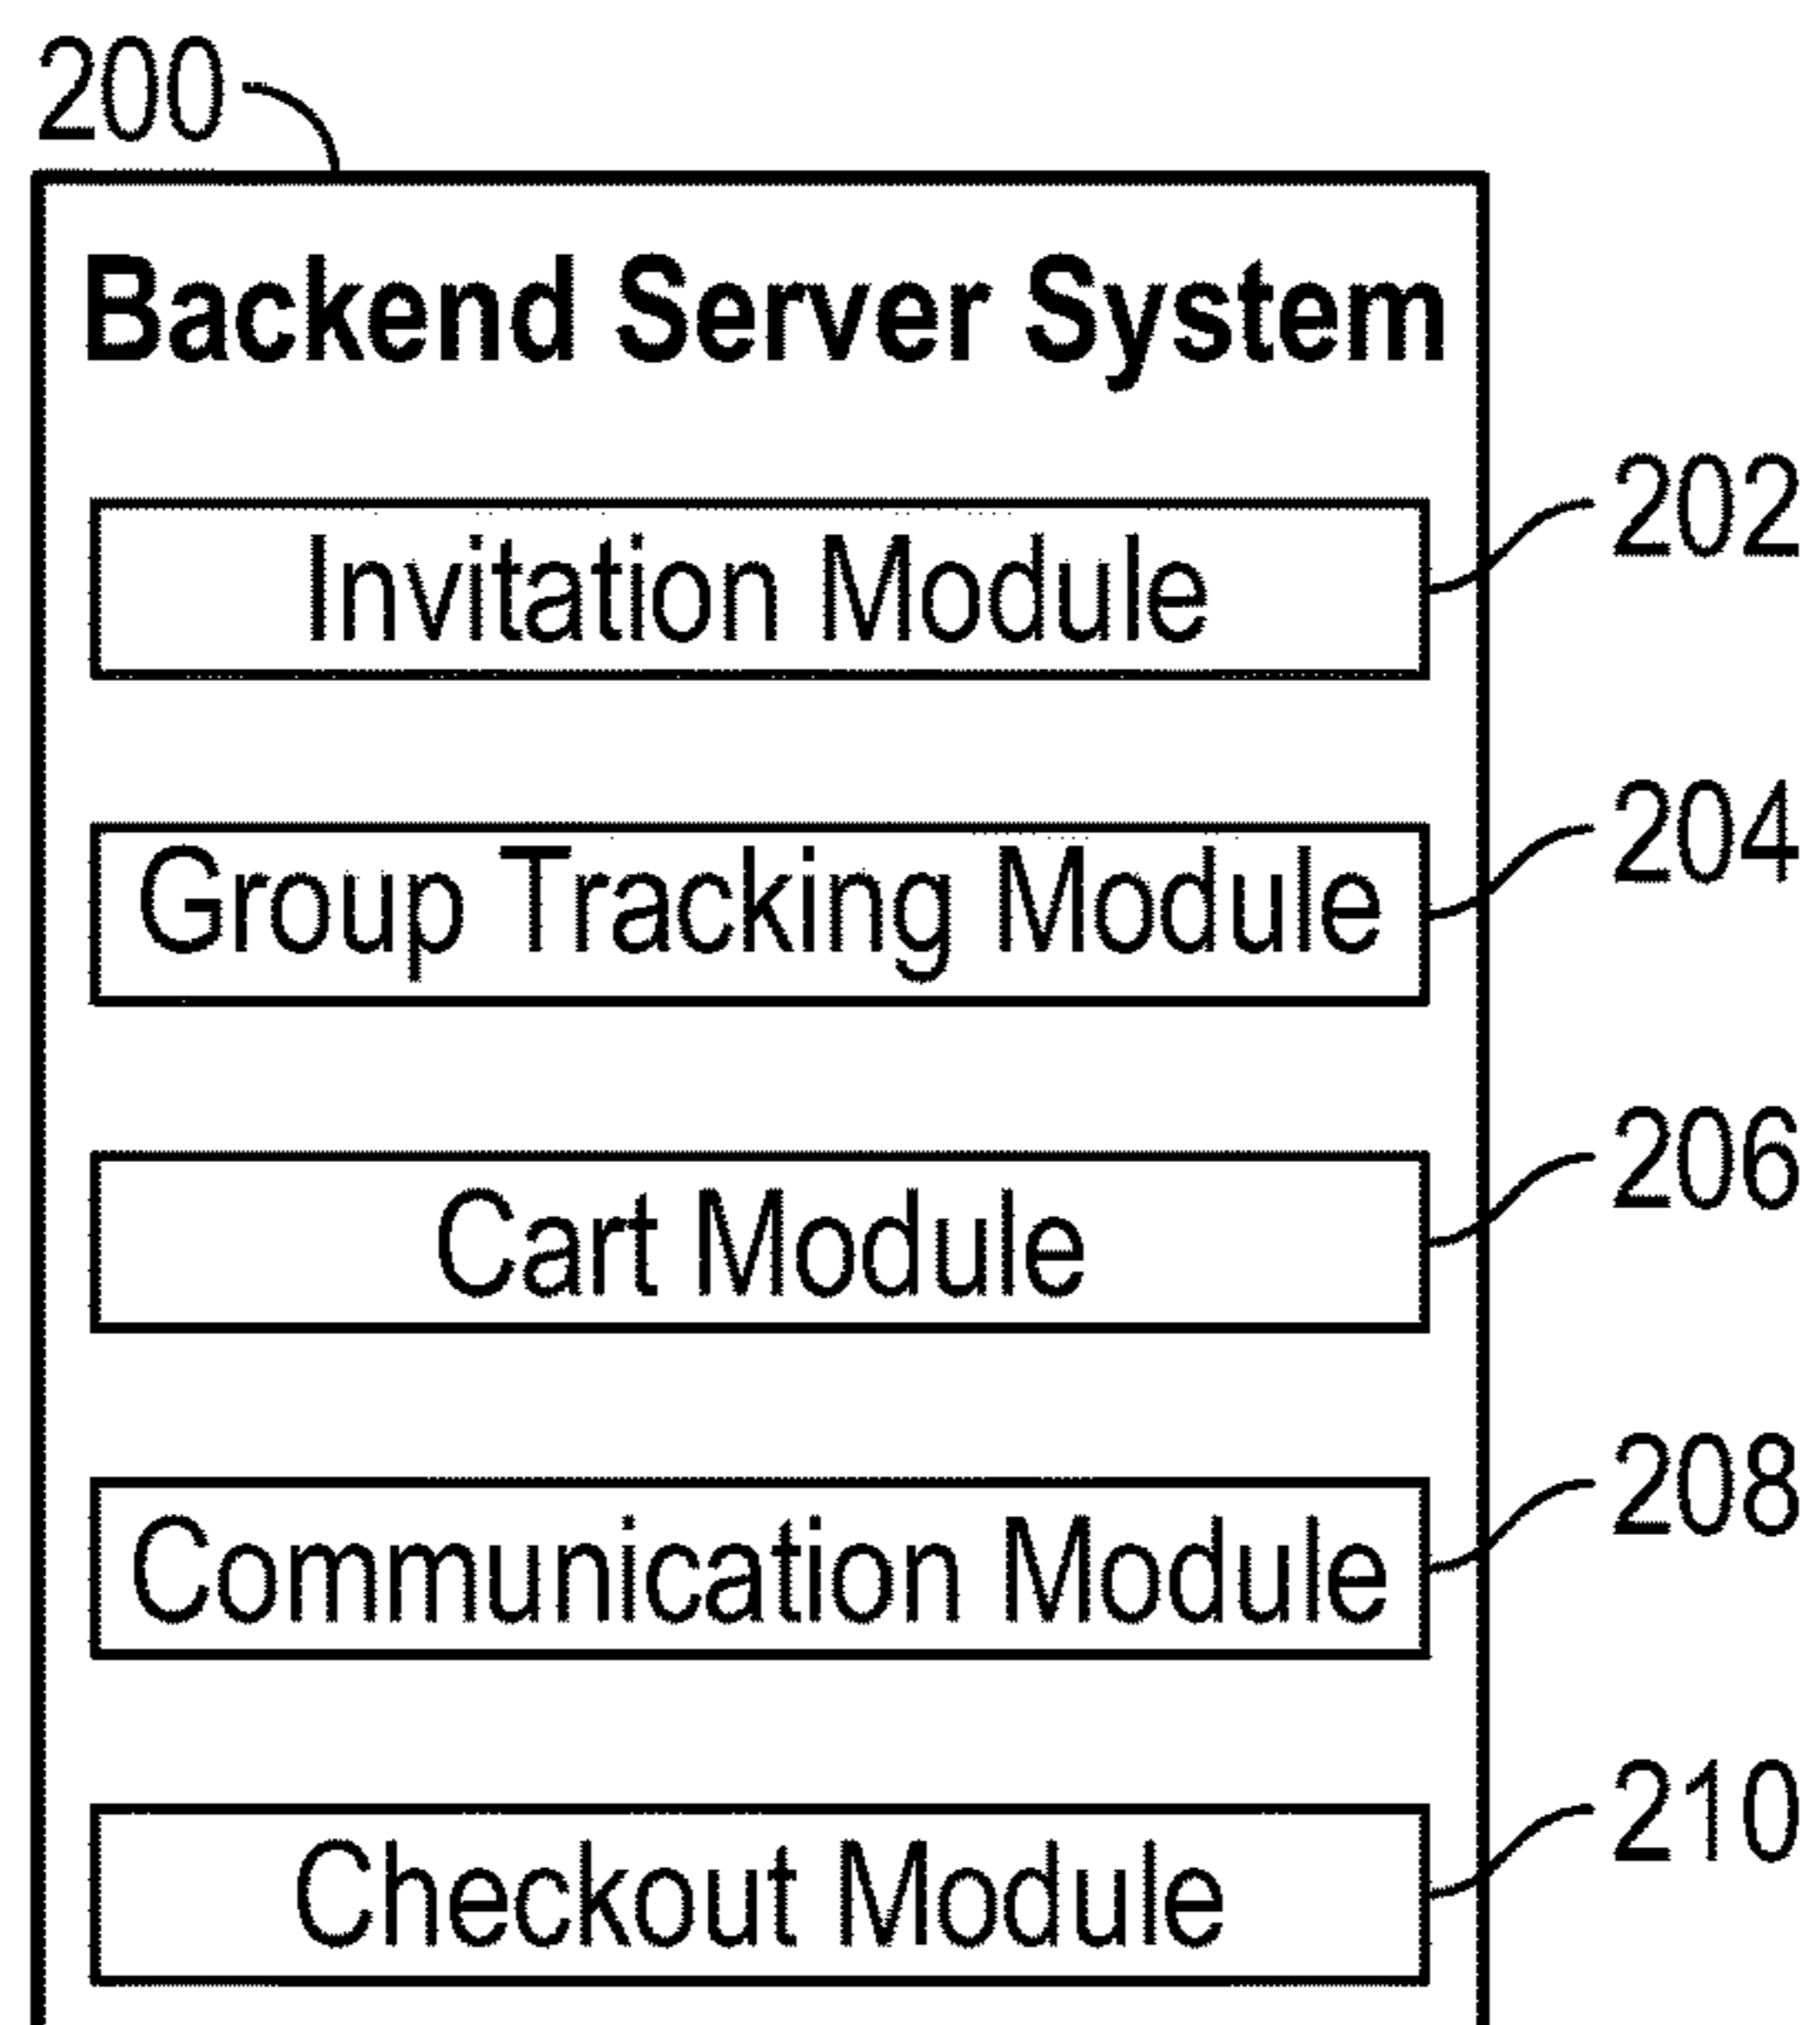 200
Backend Server System
202
Invitation Module
204
Group Tracking Module
206
Cart Module
208
Communication Module
210
Checkout Module